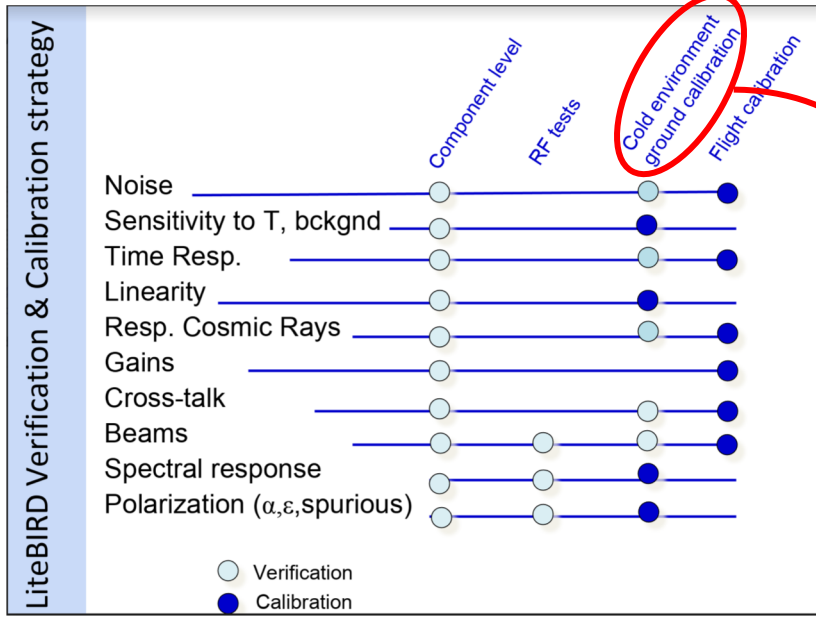 LiteBIRD Verification & Calibration strategy
Component level
RF tests
Cold environment
ground calibration
Flight calibration
Noise
Sensitivity to T, bckgnd
Time Resp.
Linearity
Resp. Cosmic Rays
Gains
Cross-talk
Beams
Spectral response
Polarization (α,ε,spurious)
Verification
Calibration